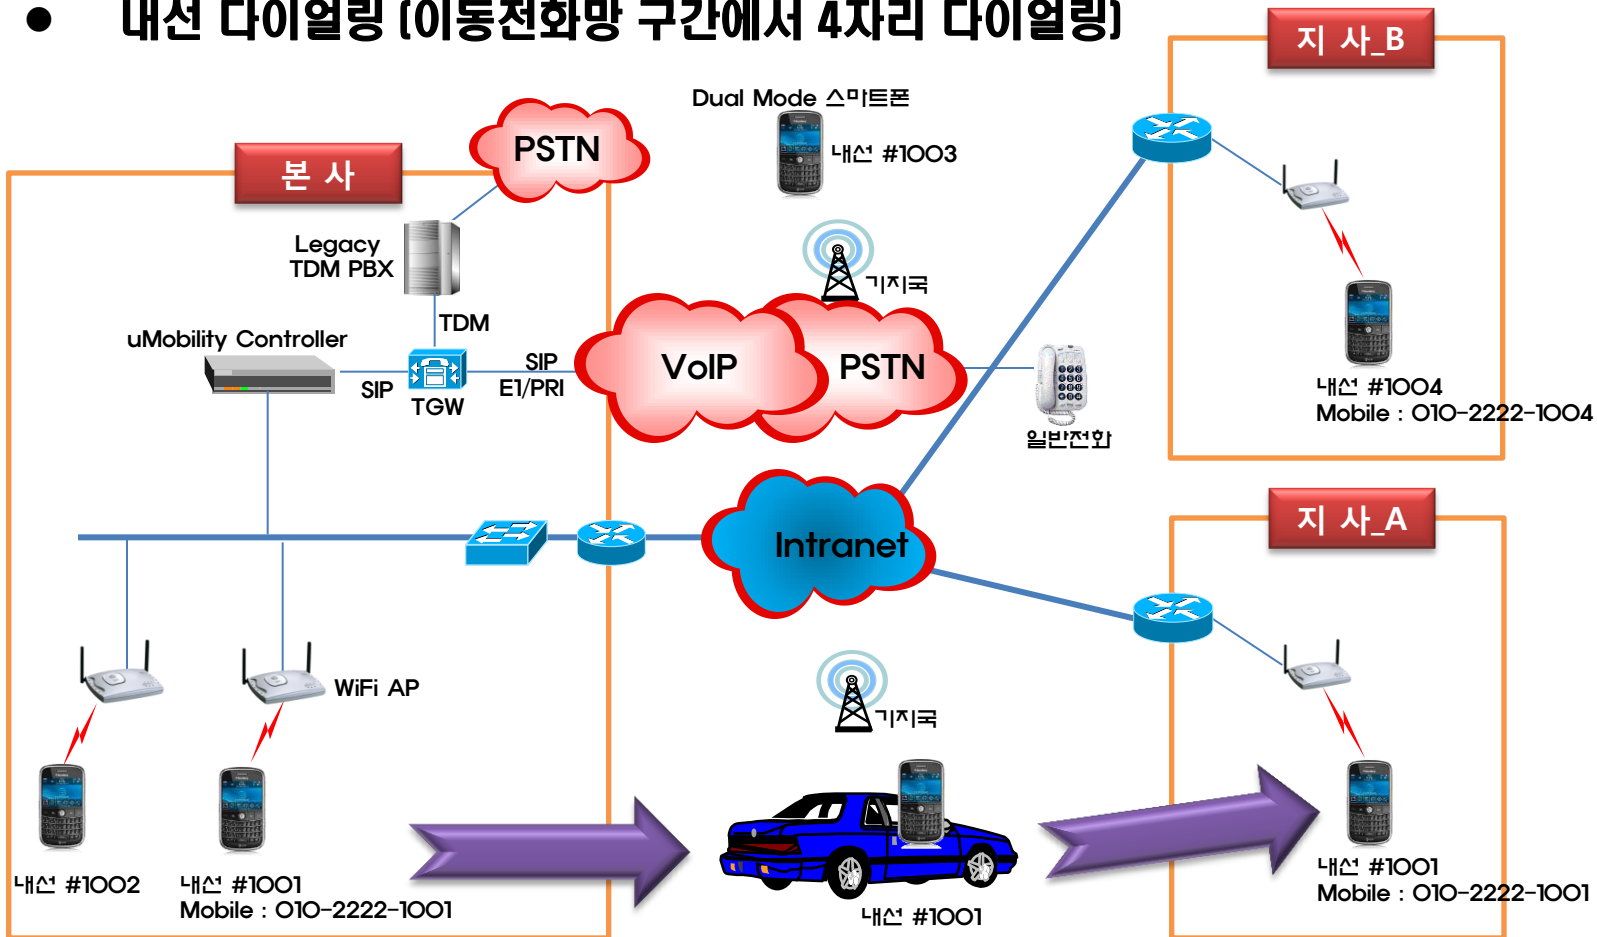 ● 내선 다이얼링 (이동전화망 구간에서 4자리 다이얼링)
지 사_B
Dual Mode 스마트폰
내선 #1003
PSTN
본 사
Legacy
TDM PBX
기지국
TDM
uMobility Controller
SIP
TGW
SIP
E1/PRI
VoIP
PSTN
일반전화
내선 #1004
Mobile : 010-2222-1004
지 사_A
Intranet
WiFi AP
기지국
내선 #1002
내선 #1001
Mobile : 010-2222-1001
내선 #1001
내선 #1001
Mobile : 010-2222-1001